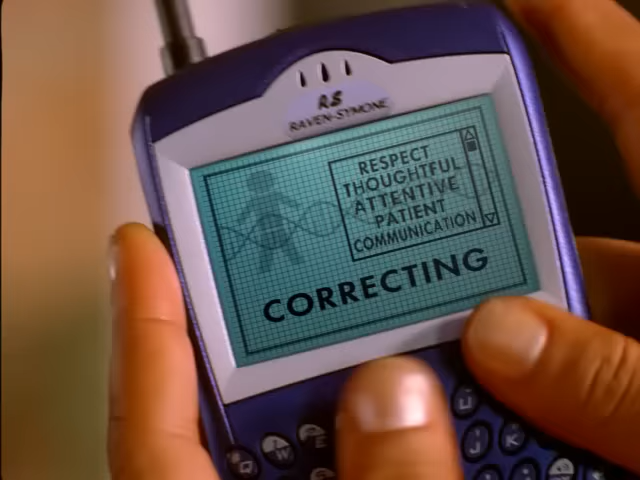 RS
RAVEN-SYMONE
RESPECT
THOUGHTFUL
ATTENTIVE
PATIENT
COMMUNICATION
CORRECTING
Q
W
E
U
J
K